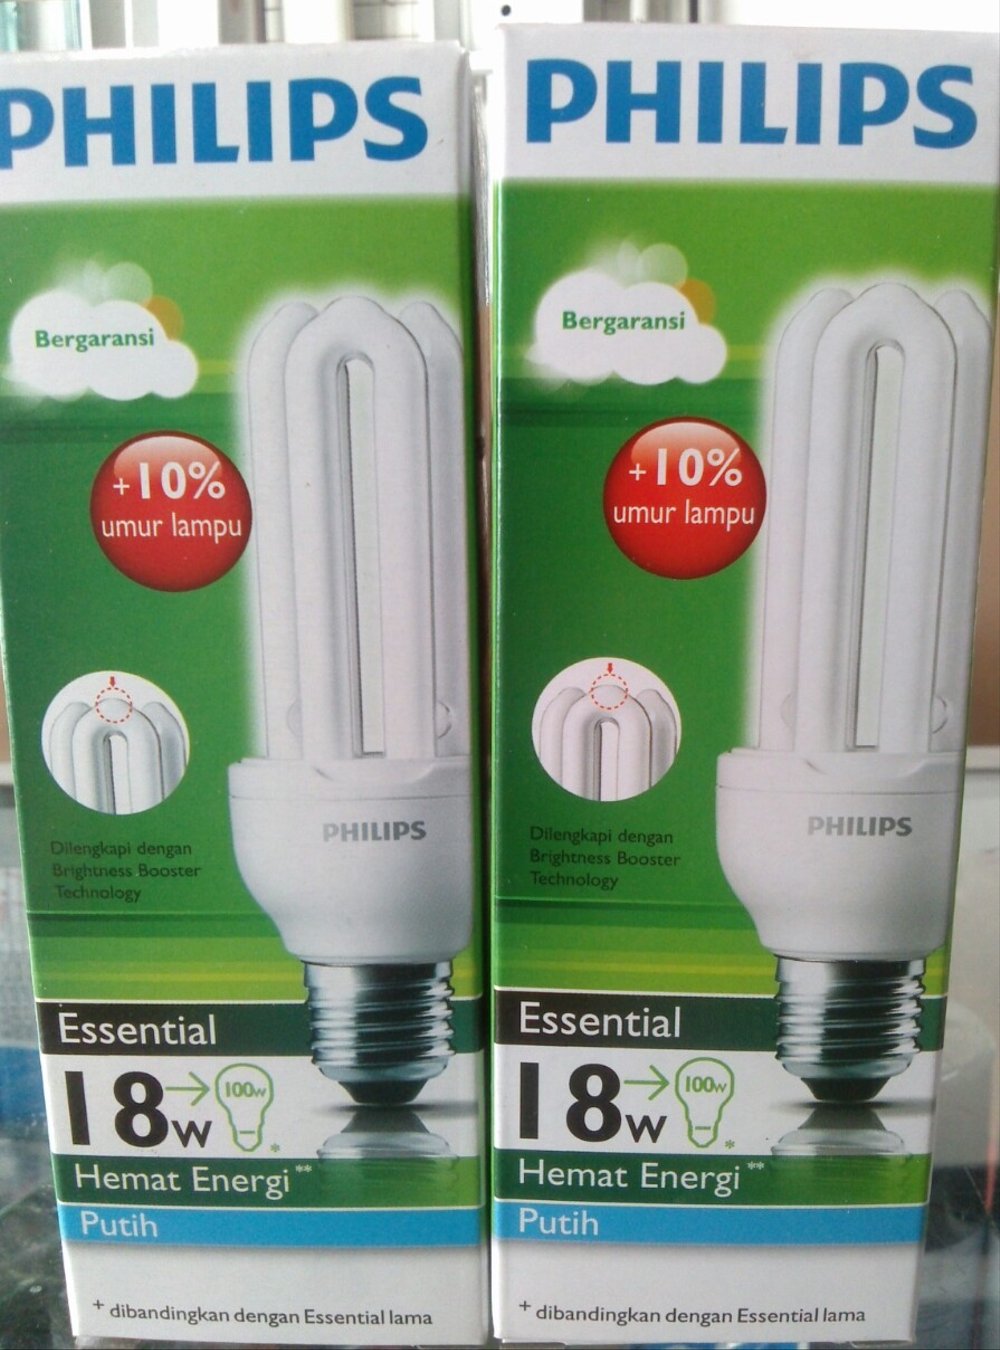 PHILIPS
Bergaransi
+10%
umur lampu
Dilengkapi dengan
Brightness Booster
Technology
PHILIPS
Essential
18w → 100w*
Hemat Energi**
Putih
+ dibandingkan dengan Essential lama
PHILIPS
Bergaransi
+10%
umur lampu
Dilengkapi dengan
Brightness Booster
Technology
PHILIPS
Essential
18w → 100w*
Hemat Energi**
Putih
+ dibandingkan dengan Essential lama